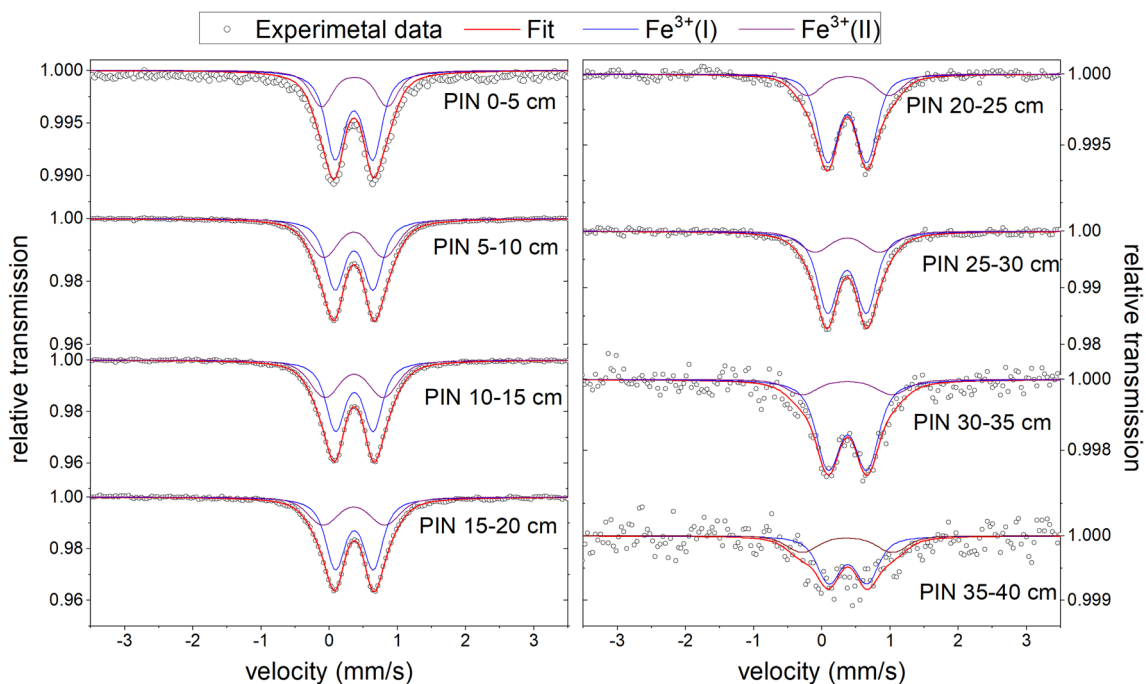 Experimetal data Fit Fe³⁺(I) Fe³⁺(II)
relative transmission
1.000
0.995
0.990
PIN 0-5 cm
1.00
0.98
0.96
PIN 5-10 cm
1.00
0.98
0.96
PIN 10-15 cm
1.00
0.98
0.96
PIN 15-20 cm
-3 -2 -1 0 1 2 3
velocity (mm/s)
1.000
0.995
PIN 20-25 cm
1.00
0.99
0.98
PIN 25-30 cm
1.000
0.998
PIN 30-35 cm
1.000
0.999
PIN 35-40 cm
-3 -2 -1 0 1 2 3
velocity (mm/s)
relative transmission